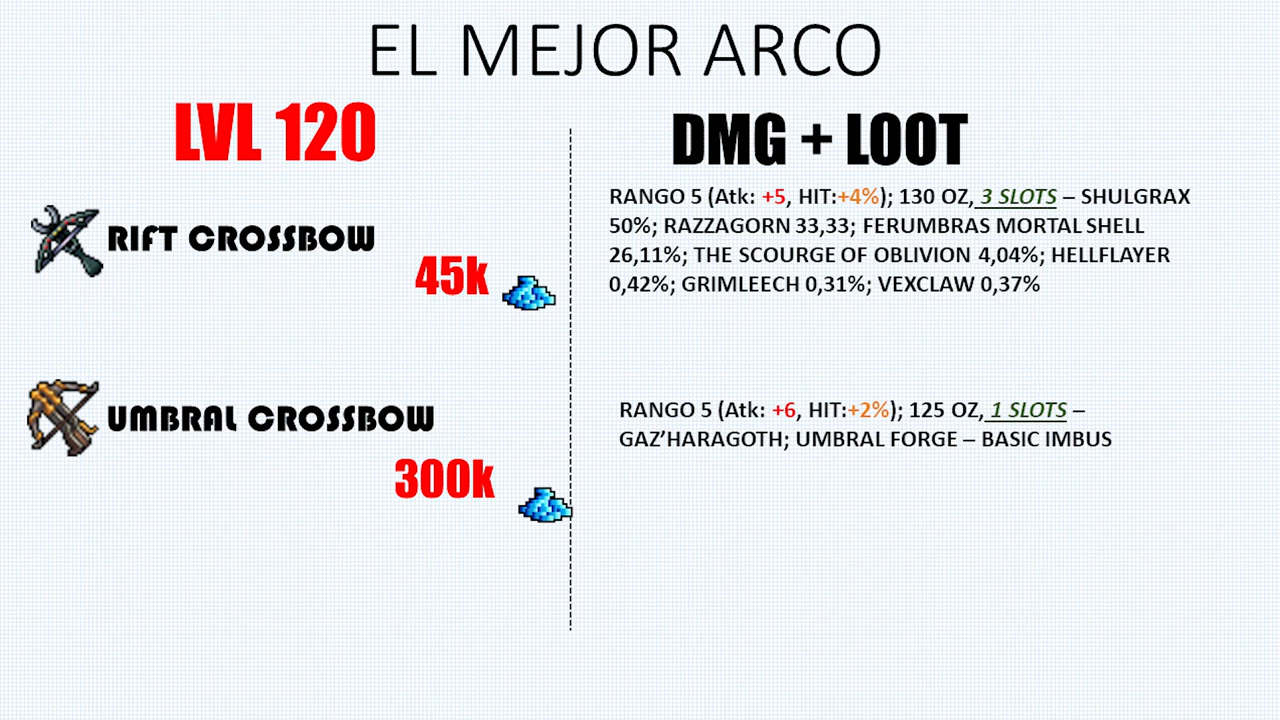 EL MEJOR ARCO
LVL 120
DMG + LOOT
RIFT CROSSBOW
45k
RANGO 5 (Atk: +5, HIT:+4%); 130 OZ, 3 SLOTS – SHULGRAX
50%; RAZZAGORN 33,33; FERUMBRAS MORTAL SHELL
26,11%; THE SCOURGE OF OBLIVION 4,04%; HELLFLAYER
0,42%; GRIMLEECH 0,31%; VEXCLAW 0,37%
UMBRAL CROSSBOW
300k
RANGO 5 (Atk: +6, HIT:+2%); 125 OZ, 1 SLOTS –
GAZ’HARAGOTH; UMBRAL FORGE – BASIC IMBUS